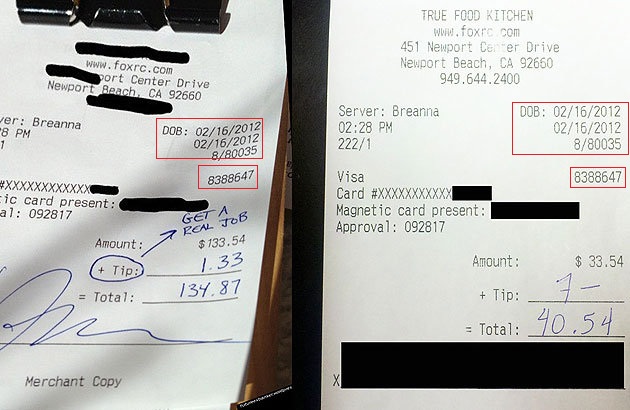 www.foxrc.com
port Center Drive
Newport Beach, CA 92660
ver: Breanna
28 PM
DOB: 02/16/2012
02/16/2012
8/80035
8388647
#XXXXXXXXXXX
tic card present:
al: 092817
GET A
REAL JOB
Amount: $133.54
+ Tip: 1.33
= Total: 134.87
Merchant Copy
TRUE FOOD KITCHEN
www.foxrc.com
451 Newport Center Drive
Newport Beach, CA 92660
949.644.2400
Server: Breanna
02:28 PM
222/1
DOB: 02/16/2012
02/16/2012
8/80035
Visa
8388647
Card #XXXXXXXXXXX
Magnetic card present:
Approval: 092817
Amount: $ 33.54
+ Tip: 7-
= Total: 40.54
X